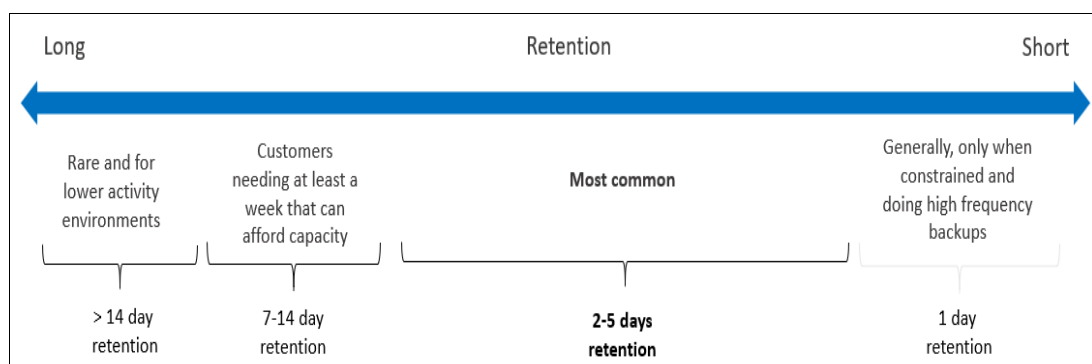 Long Retention Short
Rare and for
lower activity
environments
Customers
needing at least a
week that can
afford capacity
Most common
Generally, only when
constrained and
doing high frequency
backups
> 14 day
retention
7-14 day
retention
2-5 days
retention
1 day
retention